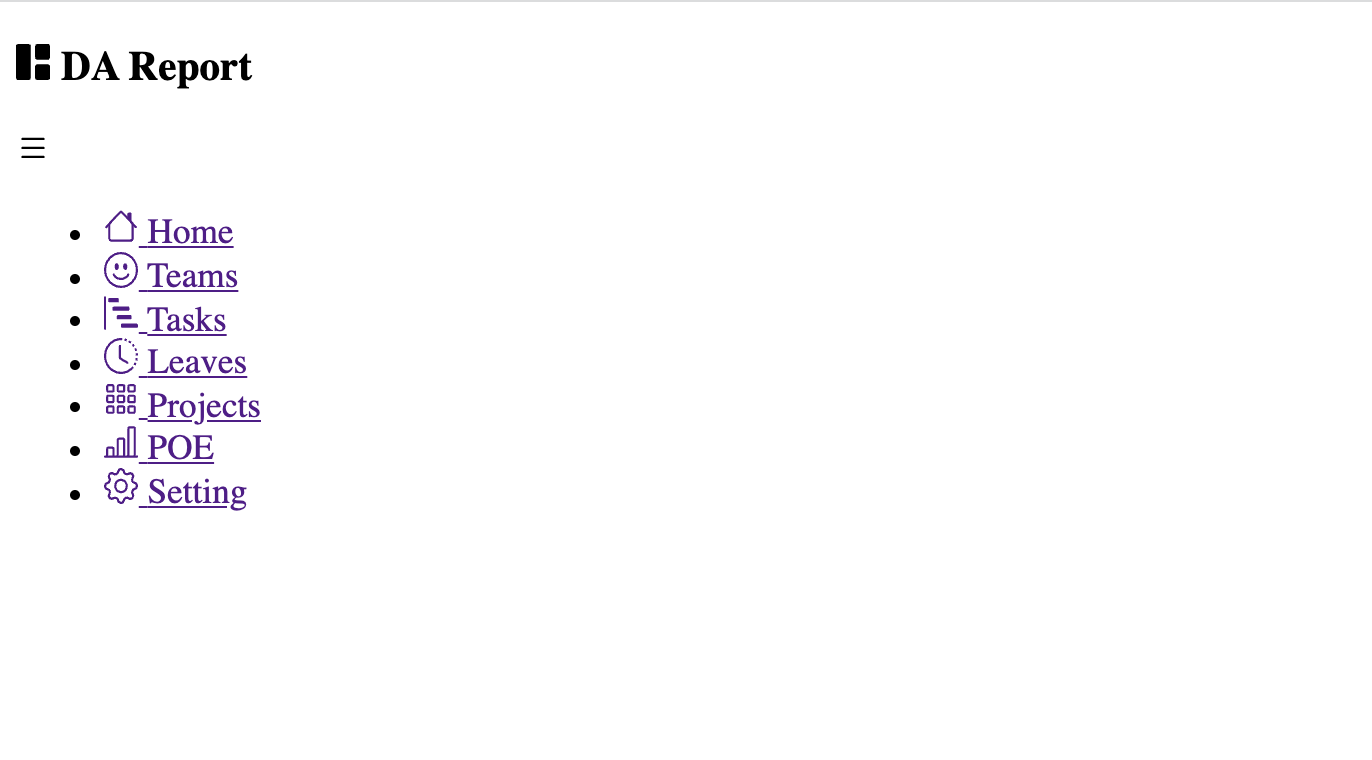 DA Report
Home
Teams
Tasks
Leaves
Projects
POE
Setting